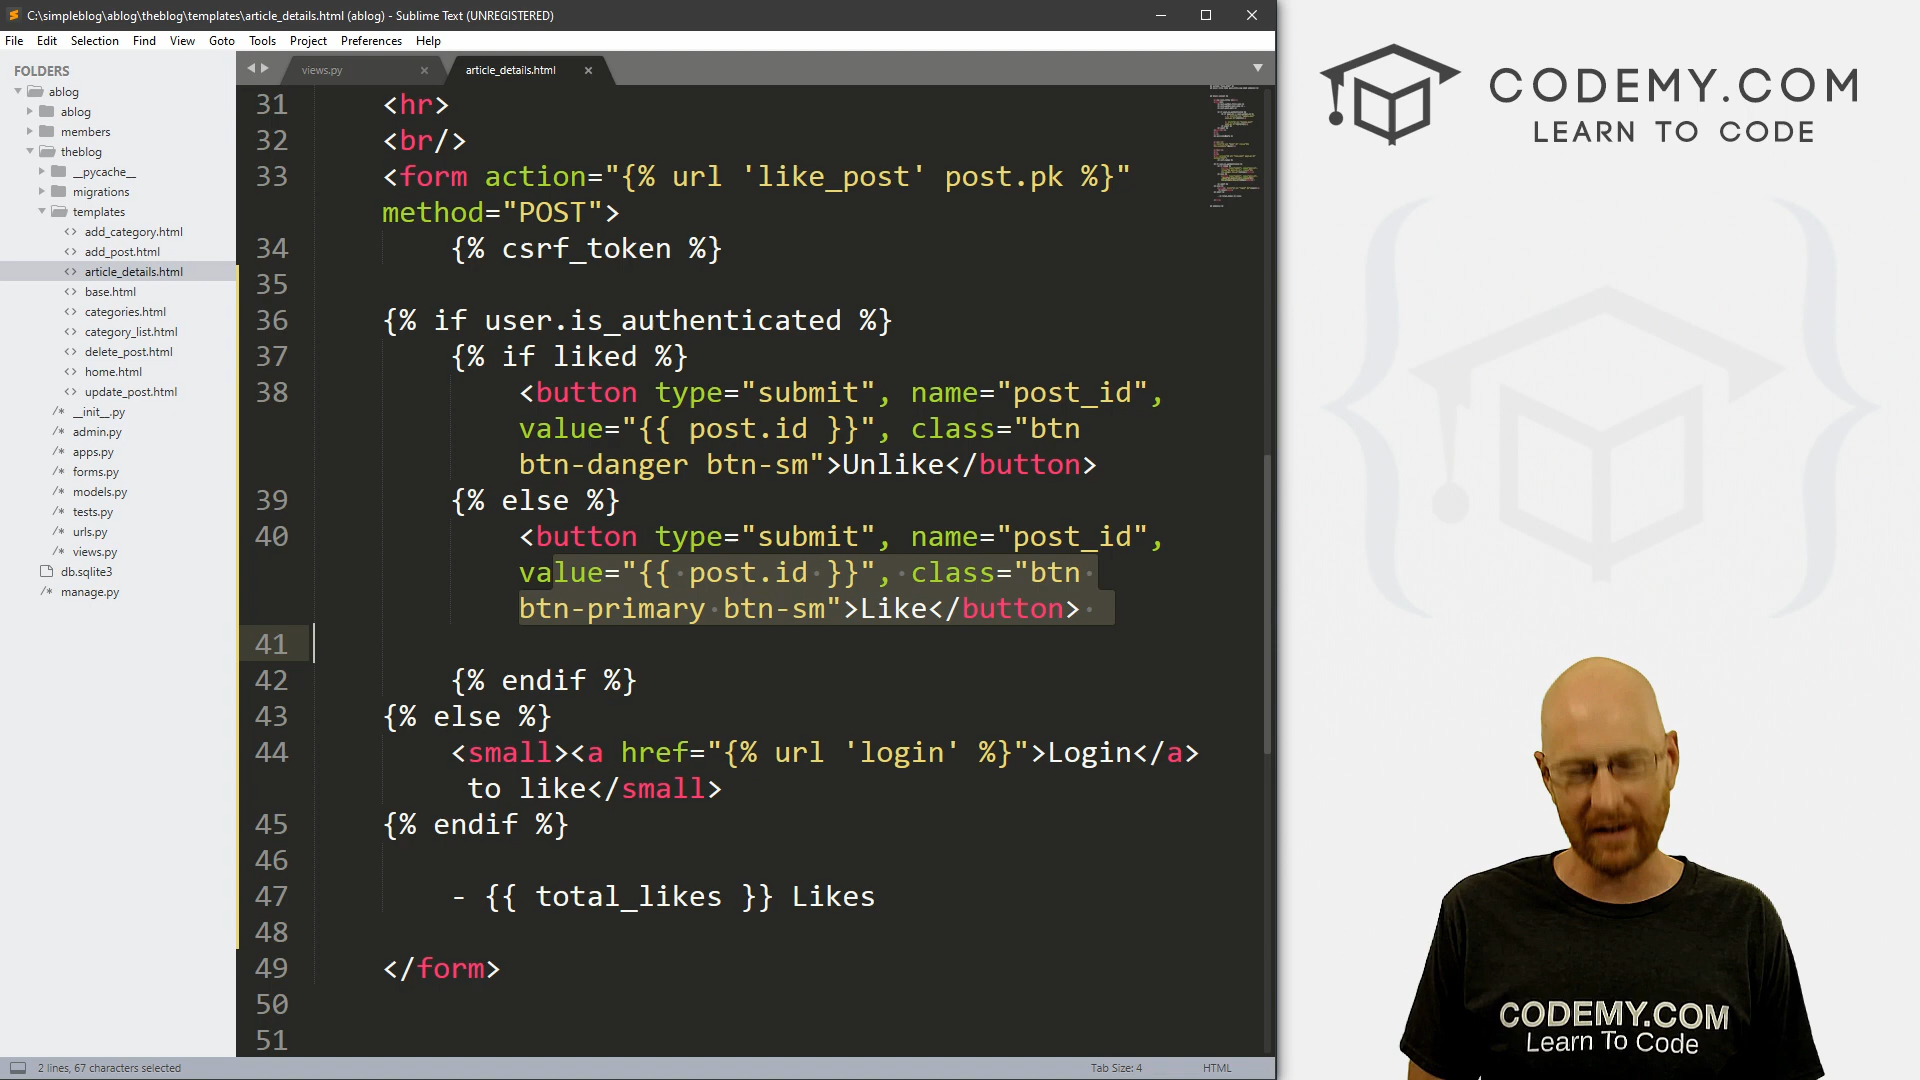 C:\simpleblog\ablog\theblog\templates\article_details.html (ablog) - Sublime Text (UNREGISTERED)
File Edit Selection Find View Goto Tools Project Preferences Help
FOLDERS
ablog
ablog
members
theblog
__pycache__
migrations
templates
add_category.html
add_post.html
article_details.html
base.html
categories.html
category_list.html
delete_post.html
home.html
update_post.html
__init__.py
admin.py
apps.py
forms.py
models.py
tests.py
urls.py
views.py
db.sqlite3
manage.py
views.py article_details.html
31 <hr>
32 <br/>
33 <form action="{% url 'like_post' post.pk %}"
method="POST">
34 {% csrf_token %}
35
36 {% if user.is_authenticated %}
37 {% if liked %}
38 <button type="submit", name="post_id",
value="{{ post.id }}", class="btn
btn-danger btn-sm">Unlike</button>
39 {% else %}
40 <button type="submit", name="post_id",
value="{{ post.id }}", class="btn
btn-primary btn-sm">Like</button>
41
42 {% endif %}
43 {% else %}
44 <small><a href="{% url 'login' %}">Login</a>
to like</small>
45 {% endif %}
46
47 - {{ total_likes }} Likes
48
49 </form>
50
51
2 lines, 67 characters selected Tab Size: 4 HTML
CODEMY.COM
LEARN TO CODE
CODEMY.COM
Learn To Code